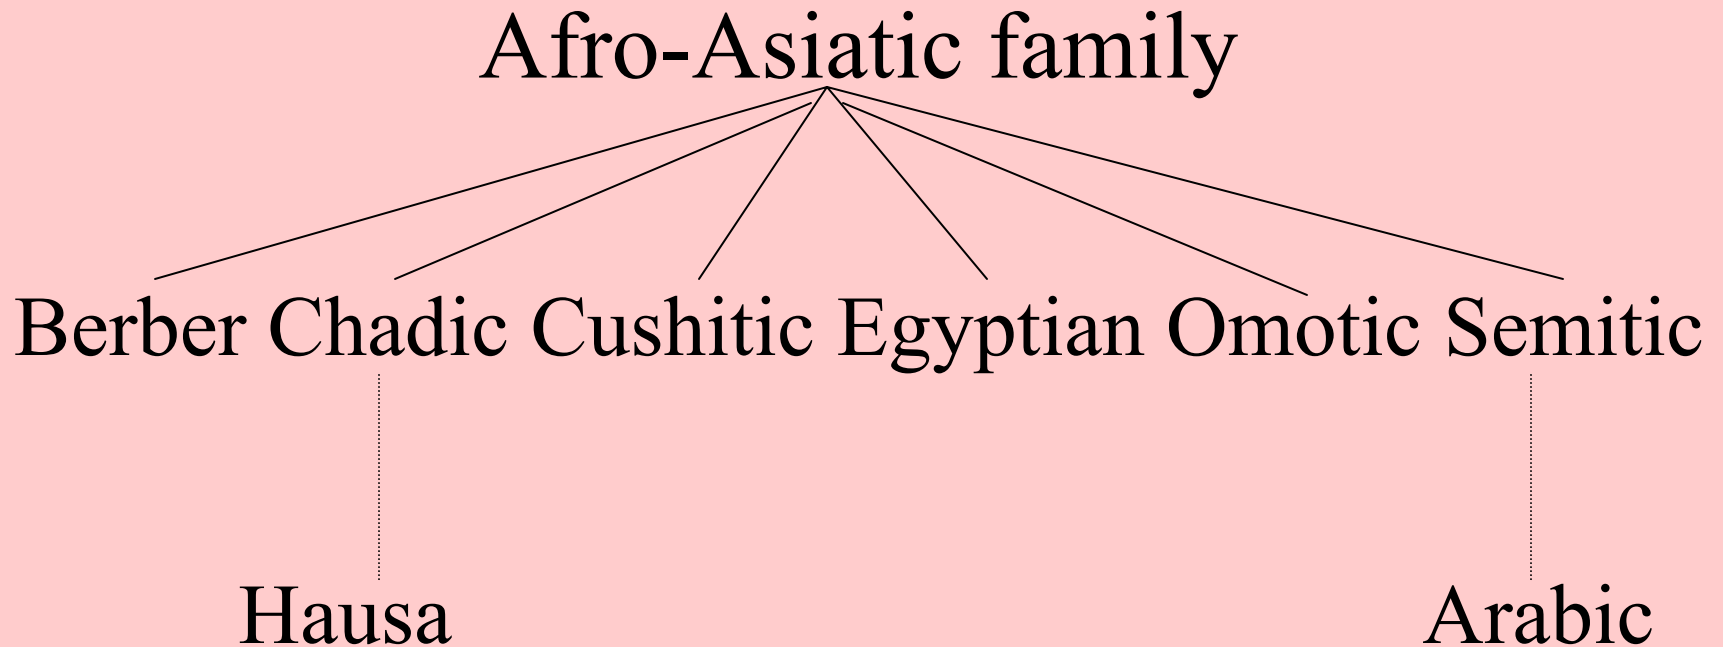 Afro-Asiatic family
Berber Chadic Cushitic Egyptian Omotic Semitic
Hausa Arabic